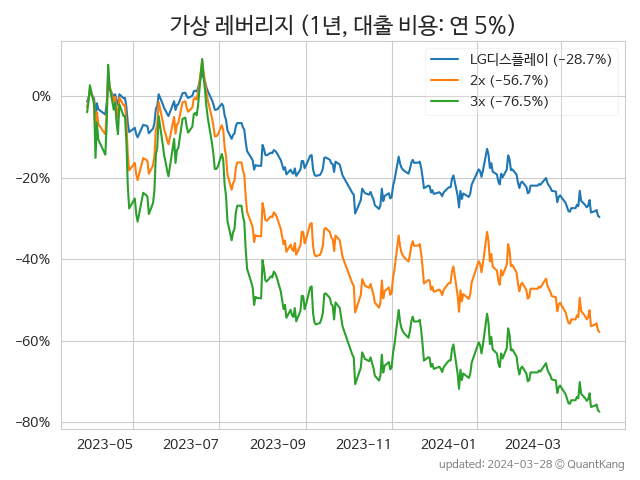 가상 레버리지 (1년, 대출 비용: 연 5%)
LG디스플레이 (−28.7%)
2x (−56.7%)
3x (−76.5%)
0%
−20%
−40%
−60%
−80%
2023-05 2023-07 2023-09 2023-11 2024-01 2024-03
updated: 2024-03-28 © QuantKang